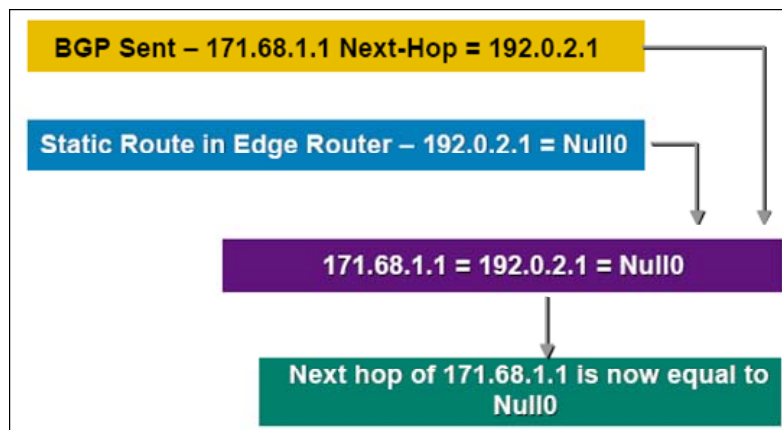 BGP Sent – 171.68.1.1 Next-Hop = 192.0.2.1
Static Route in Edge Router – 192.0.2.1 = Null0
171.68.1.1 = 192.0.2.1 = Null0
Next hop of 171.68.1.1 is now equal to
Null0